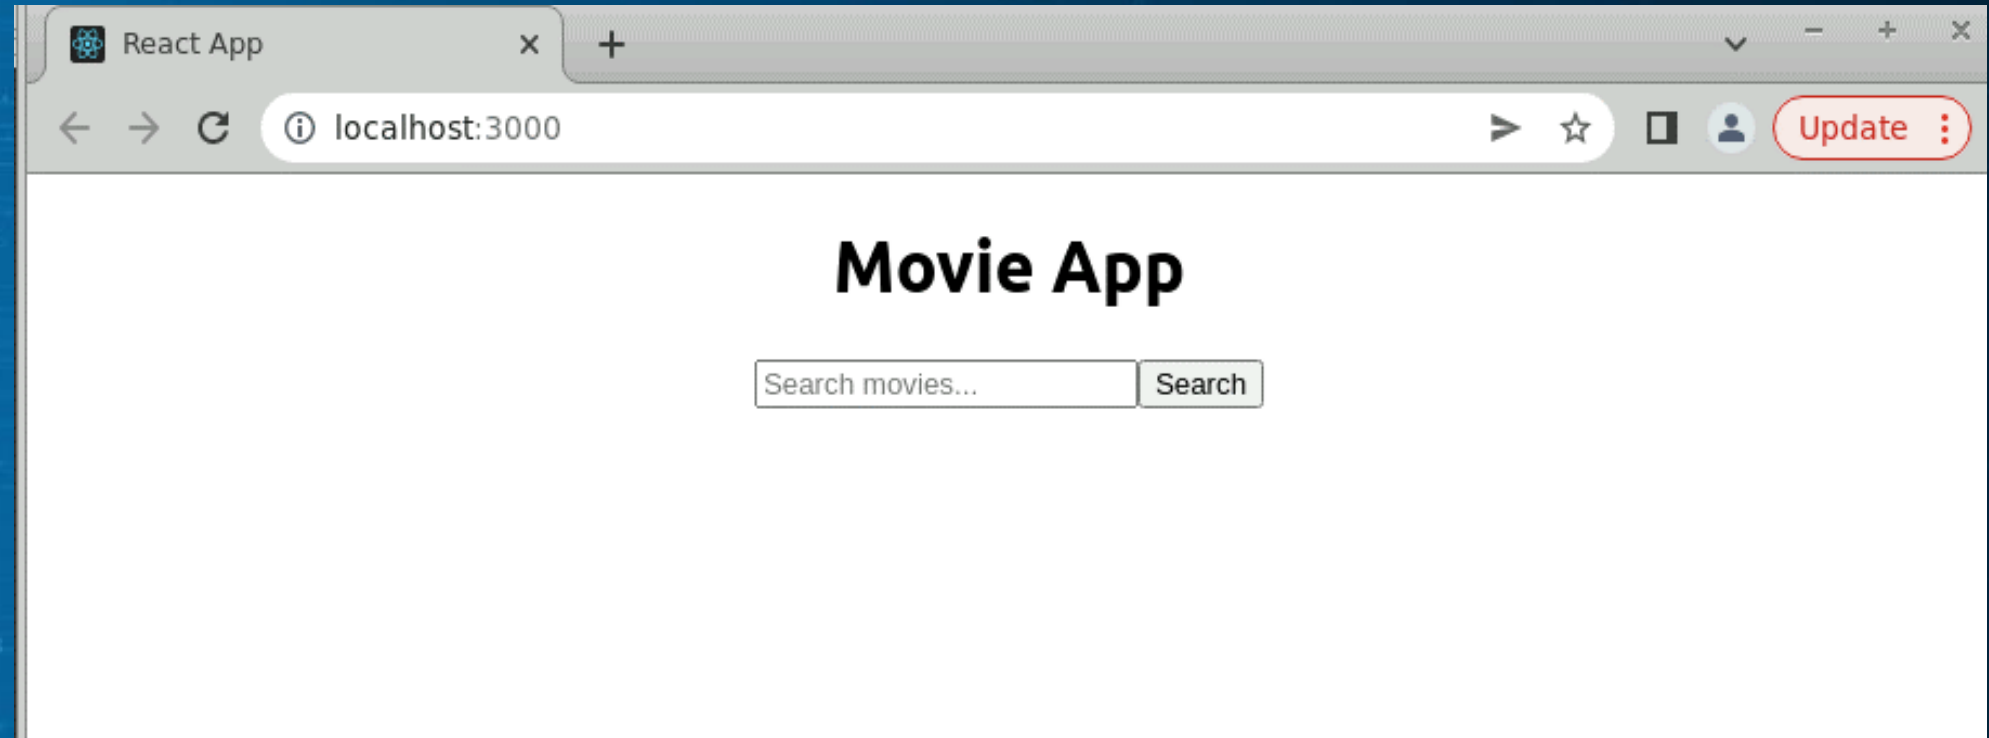 React App
localhost:3000
Update
Movie App
Search movies...
Search